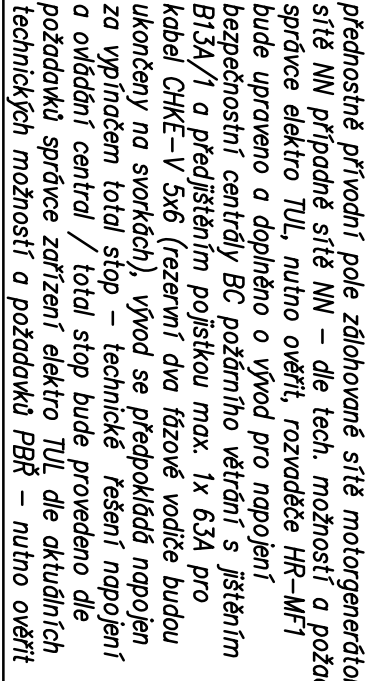 přednostně přívodní pole zálohované sítě
sítě NN případně sítě NN – dle tech. možností a
správce elektro TUL, nutno ověřit, rozvaděče HR–MF1
bude upraveno a doplněno o vývod pro napojení
bezpečnostní centrály BC požárního větrání s jištěním
B13A/1 a předjištěním pojistkou max. 1x 63A pro
kabel CHKE–V 5x6 (rezervní dva fázové vodiče budou
ukončeny na svorkách), vývod se předpokládá napojen
za vypínačem total stop – technické řešení napojení
a ovládání central / total stop bude provedeno dle
požadavků správce zařízení elektro TUL dle aktuálních
technických možností a požadavků PBŘ – nutno ověřit